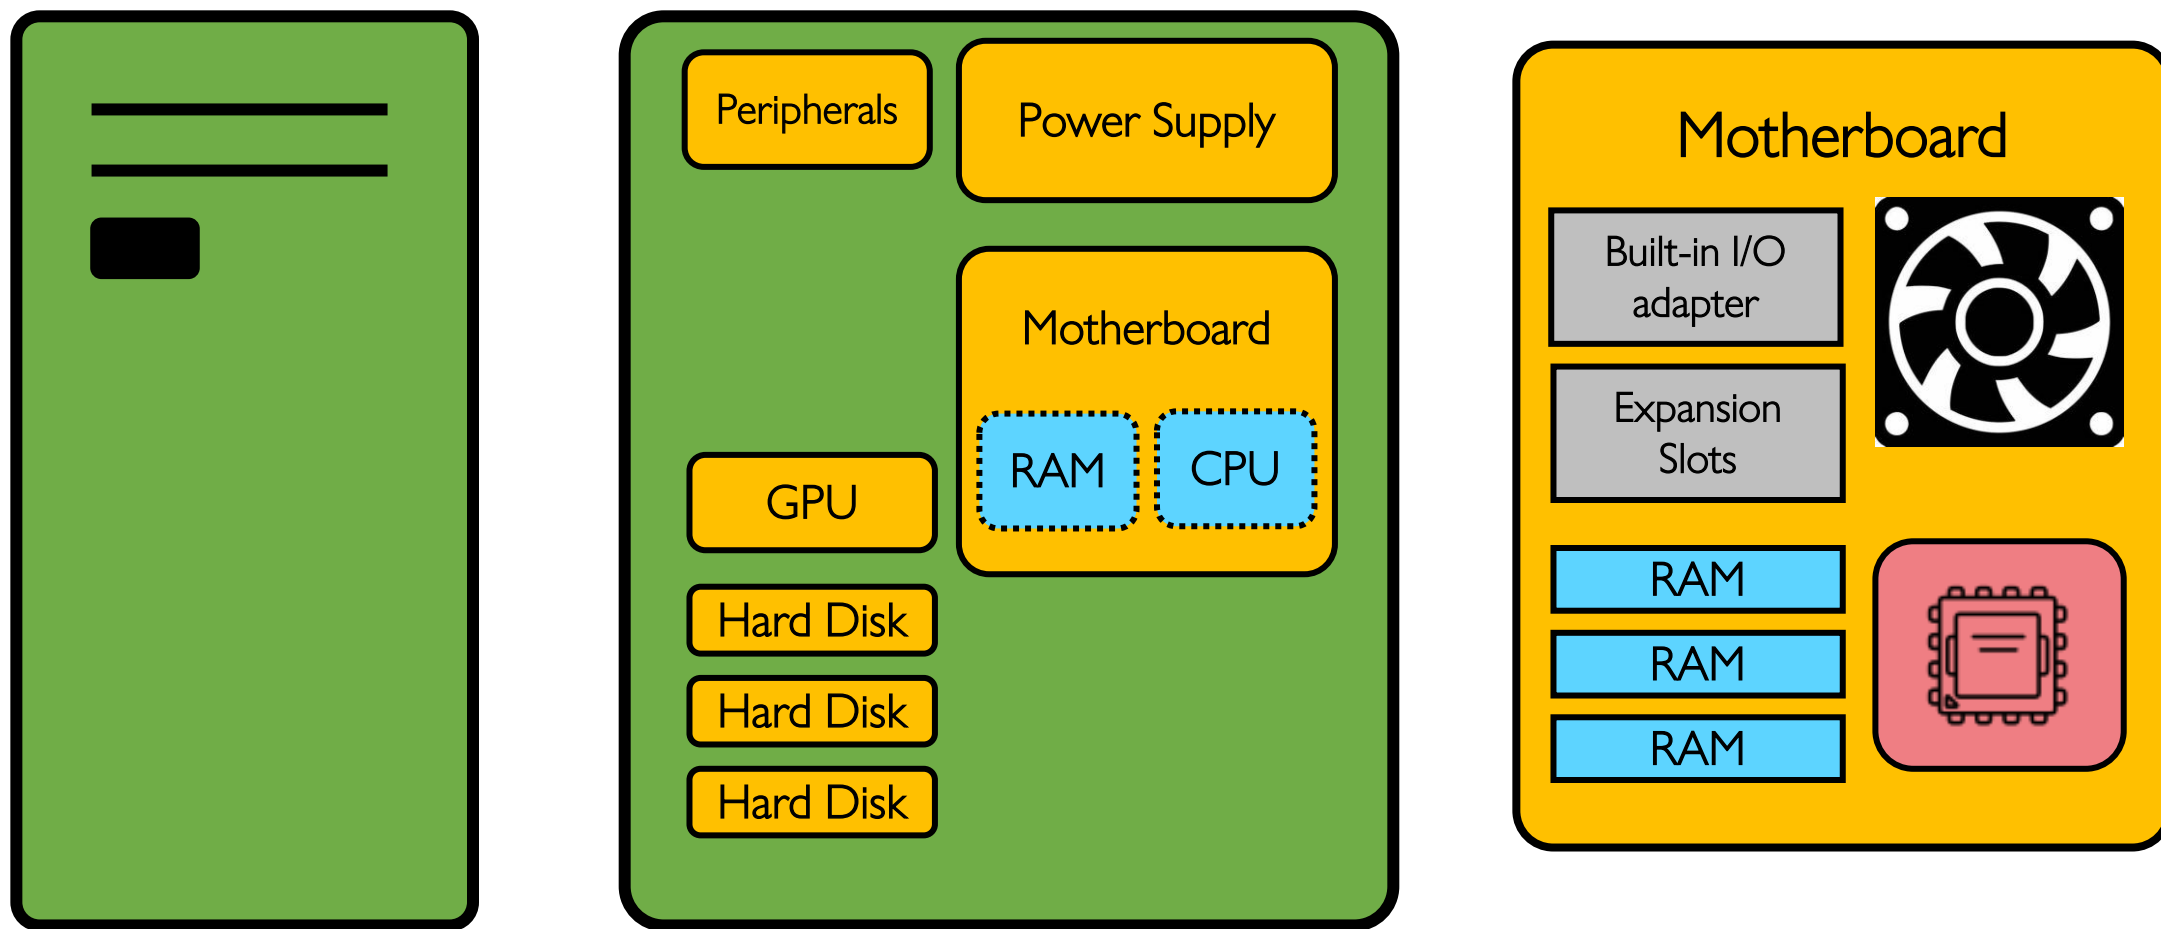 Peripherals
Power Supply
Motherboard
RAM
CPU
GPU
Hard Disk
Hard Disk
Hard Disk
Motherboard
Built-in I/O
adapter
Expansion
Slots
RAM
RAM
RAM